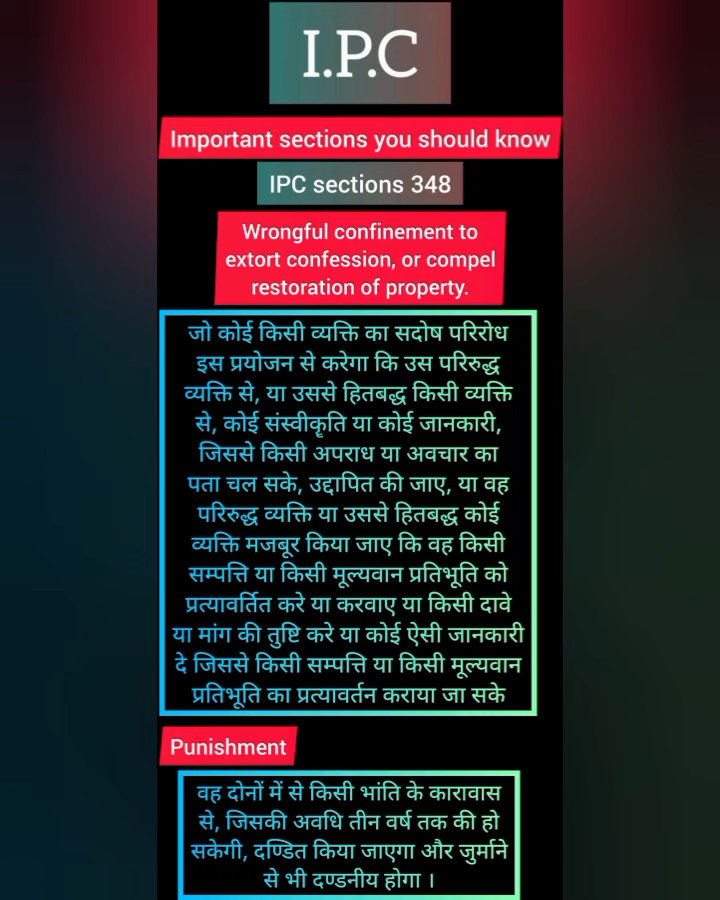 I.P.C
Important sections you should know
IPC sections 348
Wrongful confinement to
extort confession, or compel
restoration of property.
जो कोई किसी व्यक्ति का सदोष परिरोध
इस प्रयोजन से करेगा कि उस परिरुद्ध
व्यक्ति से, या उससे हितबद्ध किसी व्यक्ति
से, कोई संस्वीकॄति या कोई जानकारी,
जिससे किसी अपराध या अवचार का
पता चल सके, उद्दापित की जाए, या वह
परिरुद्ध व्यक्ति या उससे हितबद्ध कोई
व्यक्ति मजबूर किया जाए कि वह किसी
सम्पत्ति या किसी मूल्यवान प्रतिभूति को
प्रत्यावर्तित करे या करवाए या किसी दावे
या मांग की तुष्टि करे या कोई ऐसी जानकारी
दे जिससे किसी सम्पत्ति या किसी मूल्यवान
प्रतिभूति का प्रत्यावर्तन कराया जा सके
Punishment
वह दोनों में से किसी भांति के कारावास
से, जिसकी अवधि तीन वर्ष तक की हो
सकेगी, दण्डित किया जाएगा और जुर्माने
से भी दण्डनीय होगा ।